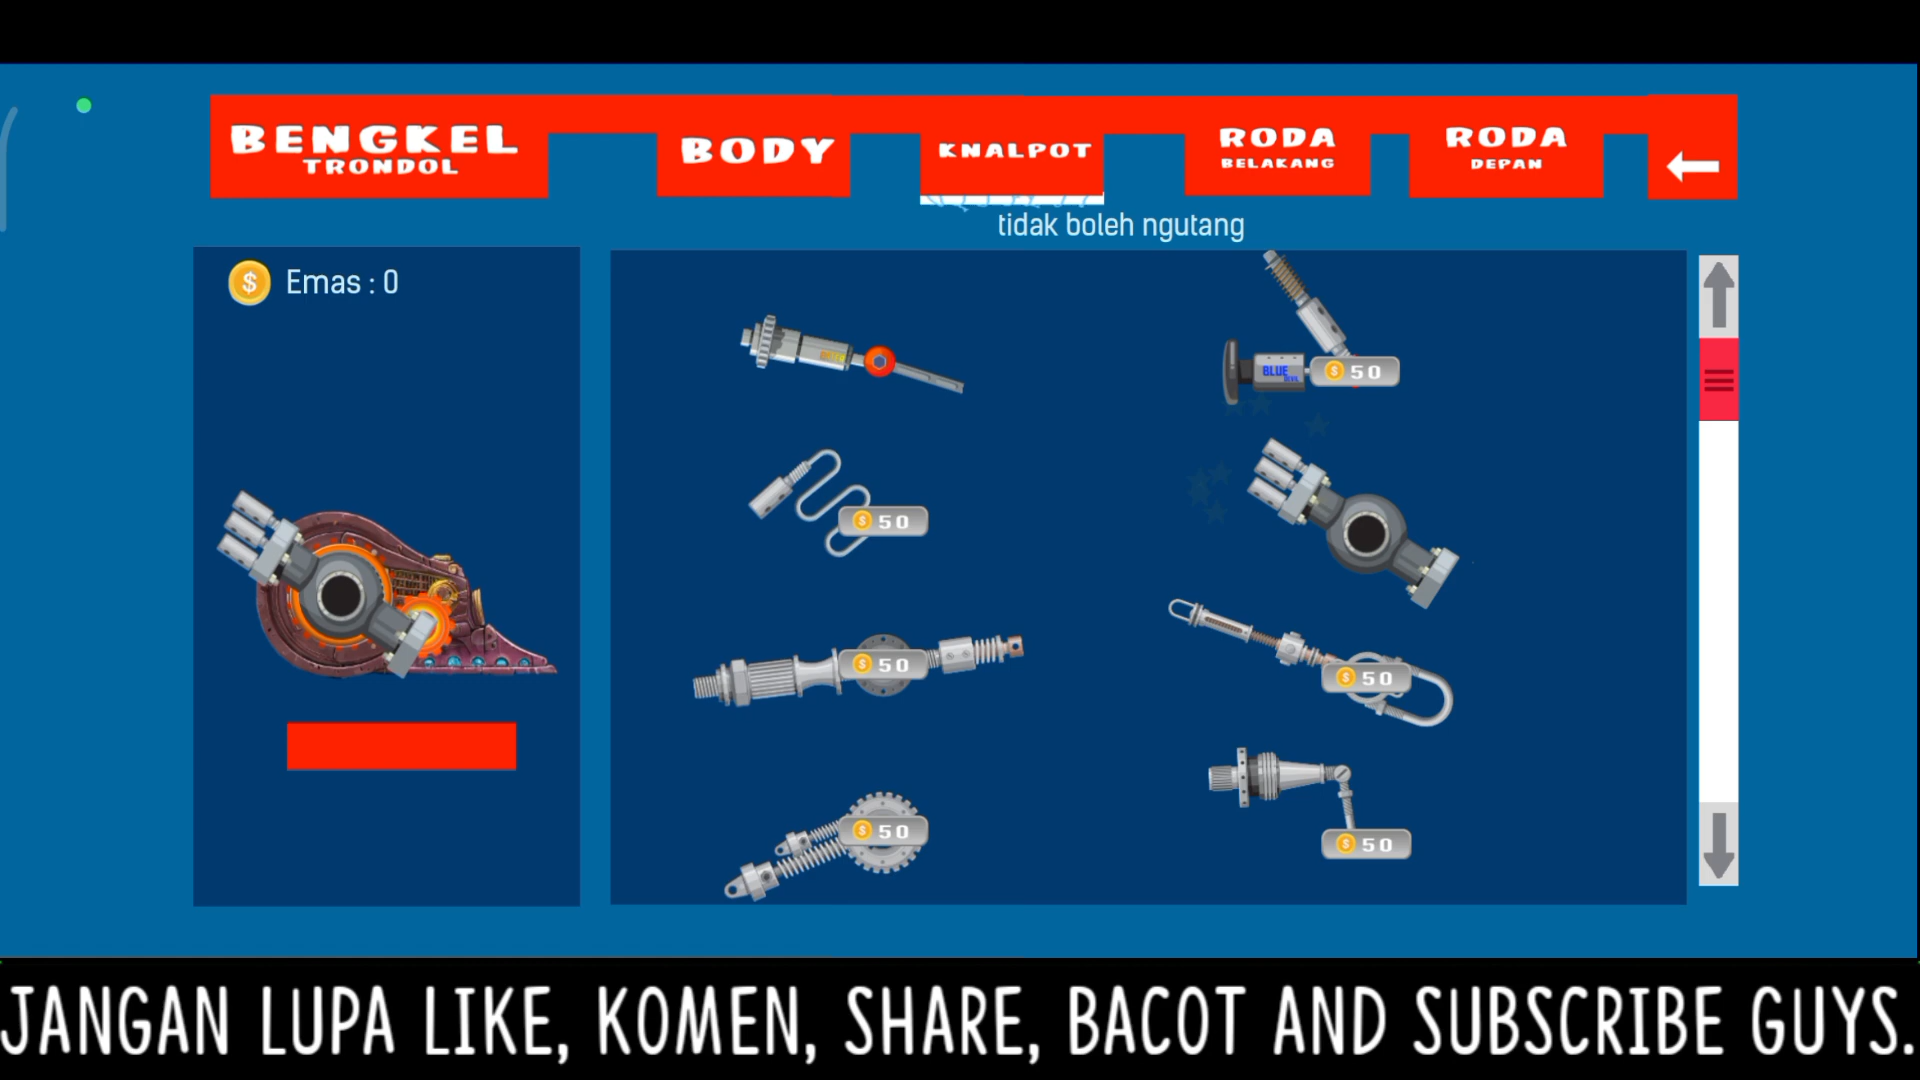 BENGKEL
TRONDOL
BODY
KNALPOT
RODA
BELAKANG
RODA
DEPAN
tidak boleh ngutang
$ Emas : 0
BLUE
$ 50
$ 50
$ 50
$ 50
$ 50
$ 50
JANGAN LUPA LIKE, KOMEN, SHARE, BACOT AND SUBSCRIBE GUYS.